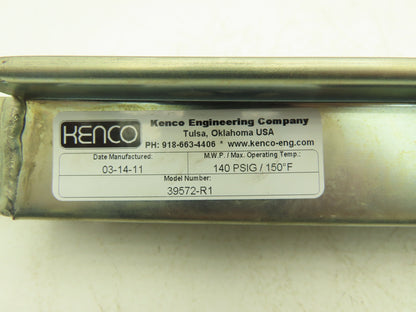 KENCO
Kenco Engineering Company
Tulsa, Oklahoma USA
PH: 918-663-4406 * www.kenco-eng.com
Date Manufactured: M.W.P. / Max. Operating Temp.:
03-14-11 140 PSIG / 150°F
Model Number:
39572-R1